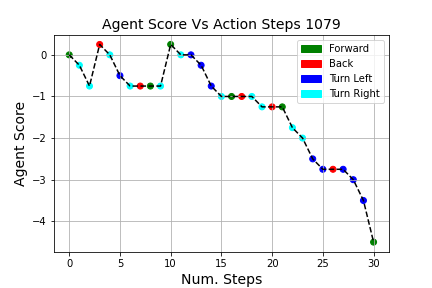 Agent Score Vs Action Steps 1079
Forward
Back
Turn Left
Turn Right
Agent Score
0
−1
−2
−3
−4
0 5 10 15 20 25 30
Num. Steps